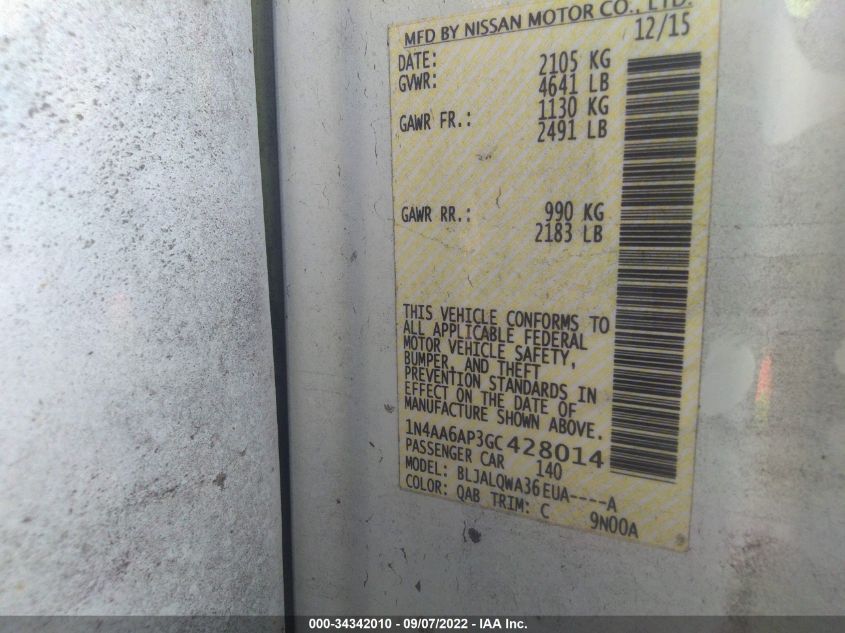 MFD BY NISSAN MOTOR CO., LTD.
DATE: 12/15
GVWR: 2105 KG
4641 LB
GAWR FR.: 1130 KG
2491 LB
GAWR RR.: 990 KG
2183 LB
THIS VEHICLE CONFORMS TO
ALL APPLICABLE FEDERAL
MOTOR VEHICLE SAFETY,
BUMPER, AND THEFT
PREVENTION STANDARDS IN
EFFECT ON THE DATE OF
MANUFACTURE SHOWN ABOVE.
1N4AA6AP3GC428014
PASSENGER CAR 140
MODEL: BLJALQWA36EUA----A
COLOR: QAB TRIM: C 9N00A
000-34342010 - 09/07/2022 - IAA Inc.